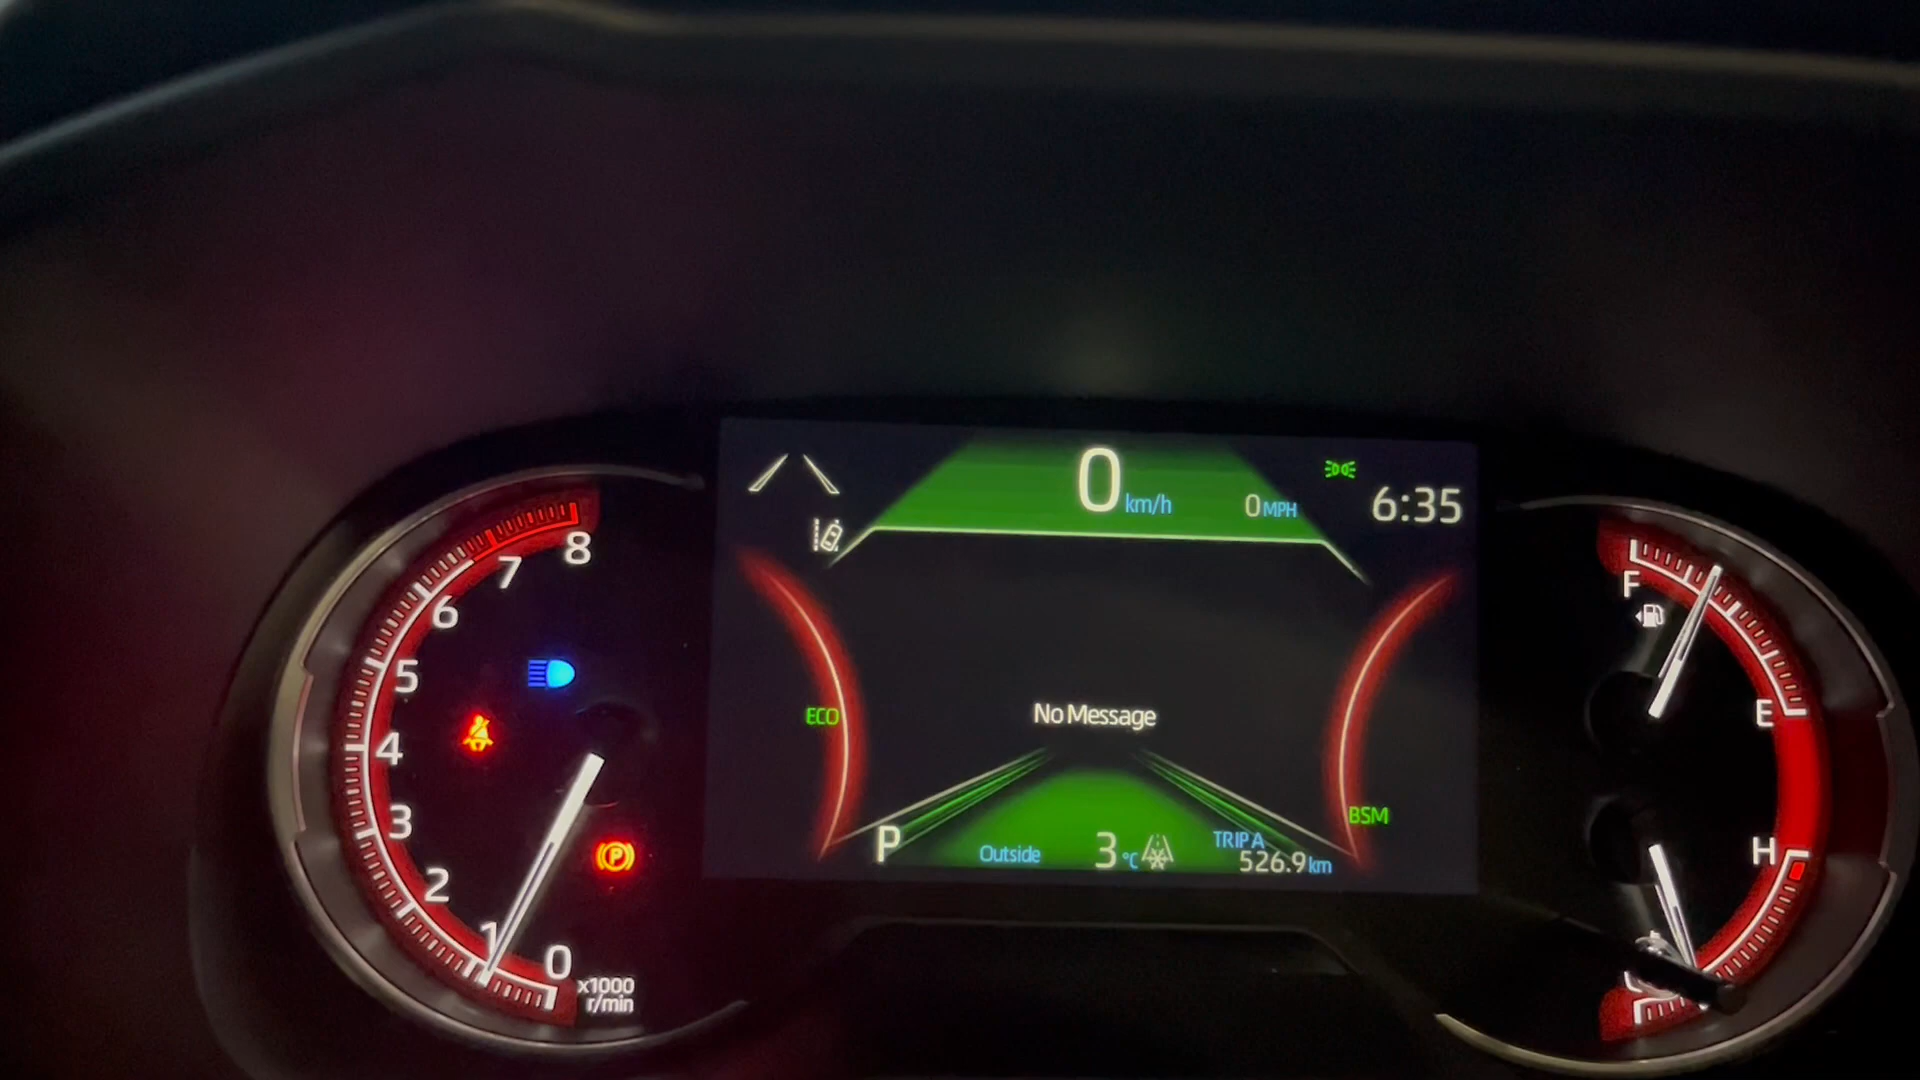 0 km/h
0 MPH
6:35
8
7
6
5
4
3
2
1
0
x1000
r/min
P
ECO
No Message
BSM
P
Outside
3 °C
TRIP A
526.9 km
F
E
H